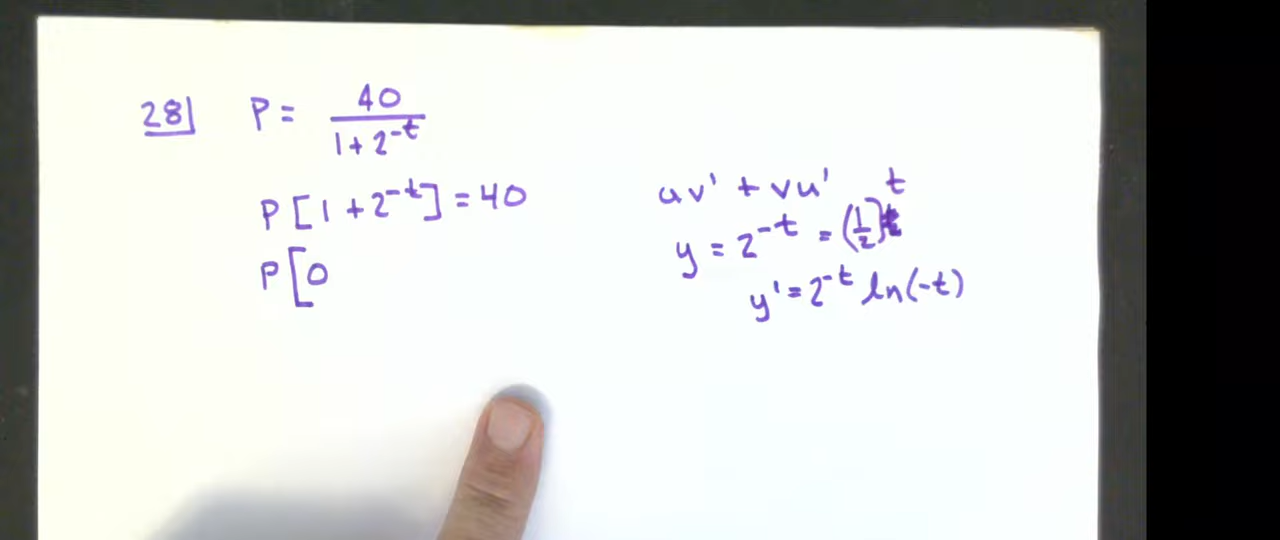 28] P = 40 / (1 + 2^{-t})
P [1 + 2^{-t}] = 40
P [0
uv' + vu'
y = 2^{-t} = (1/2)^t
y' = 2^{-t} ln(-t)